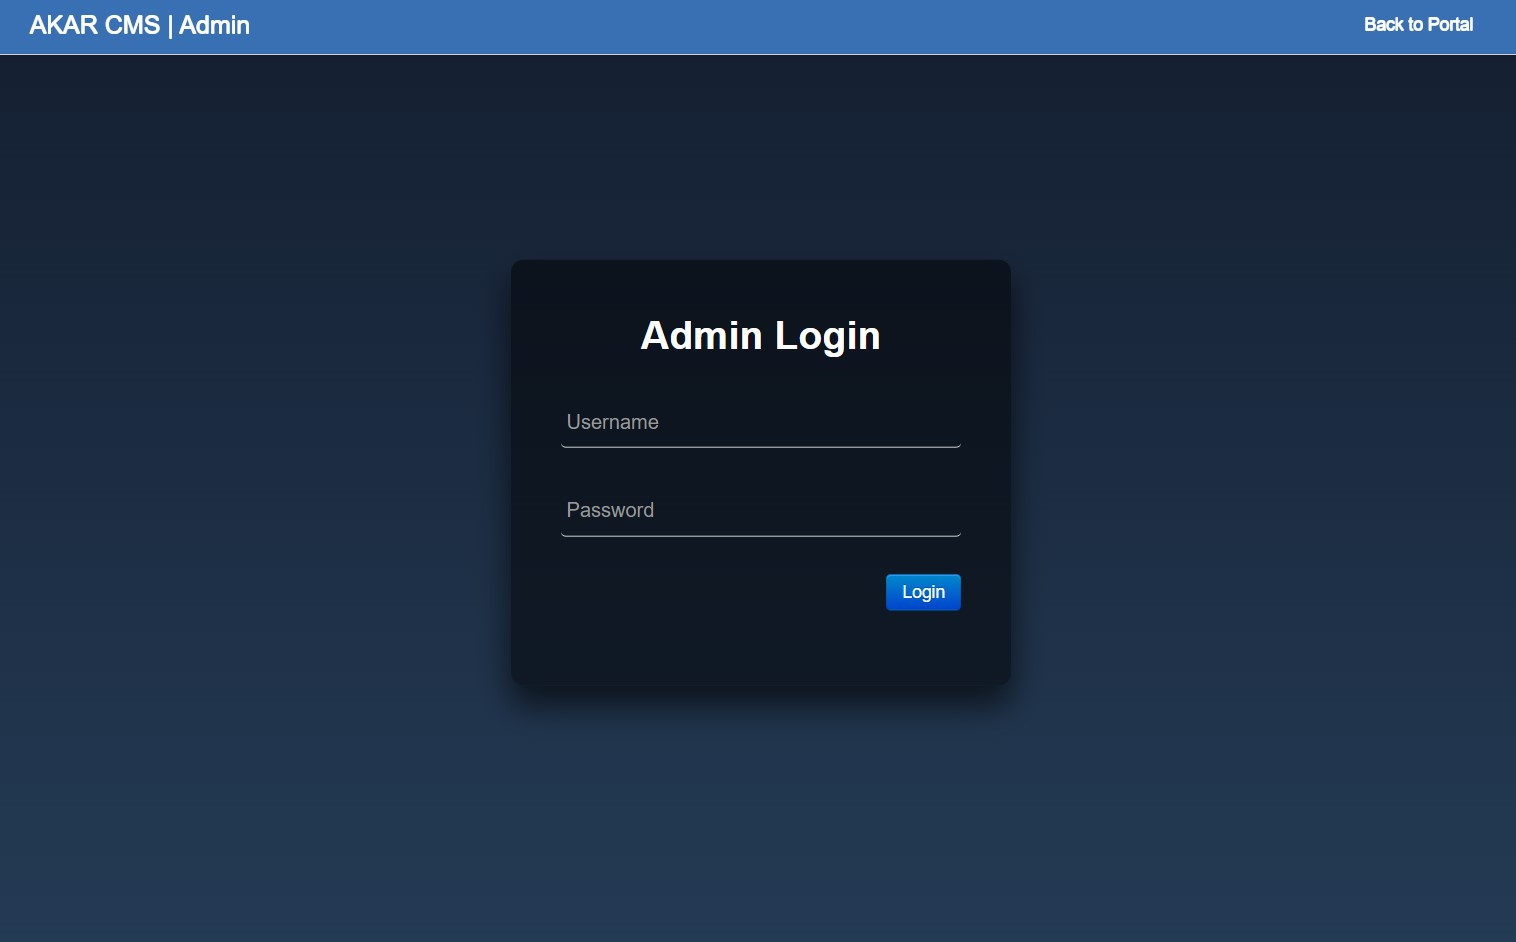 AKAR CMS | Admin
Back to Portal
Admin Login
Username
Password
Login